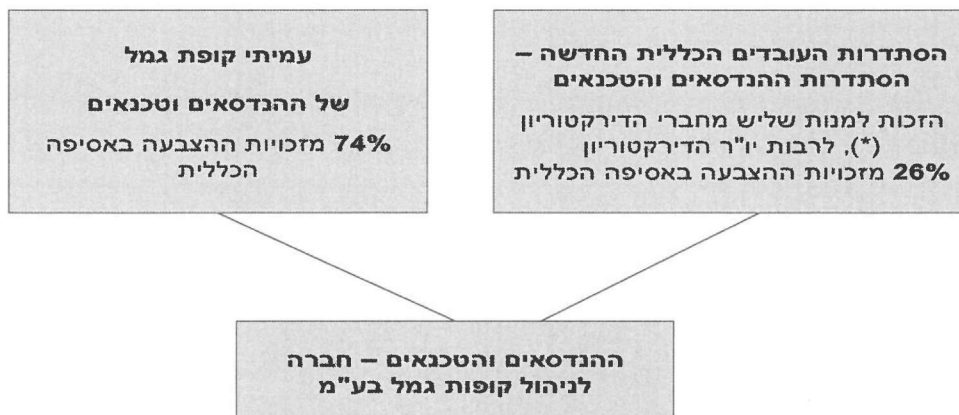 הסתדרות העובדים הכללית החדשה –
הסתדרות ההנדסאים והטכנאים
הזכות למנות שליש מחברי הדירקטוריון
(*), לרבות יו"ר הדירקטוריון
26% מזכויות ההצבעה באסיפה הכללית
עמיתי קופת גמל
של ההנדסאים וטכנאים
74% מזכויות ההצבעה באסיפה
הכללית
ההנדסאים והטכנאים – חברה
לניהול קופות גמל בע"מ